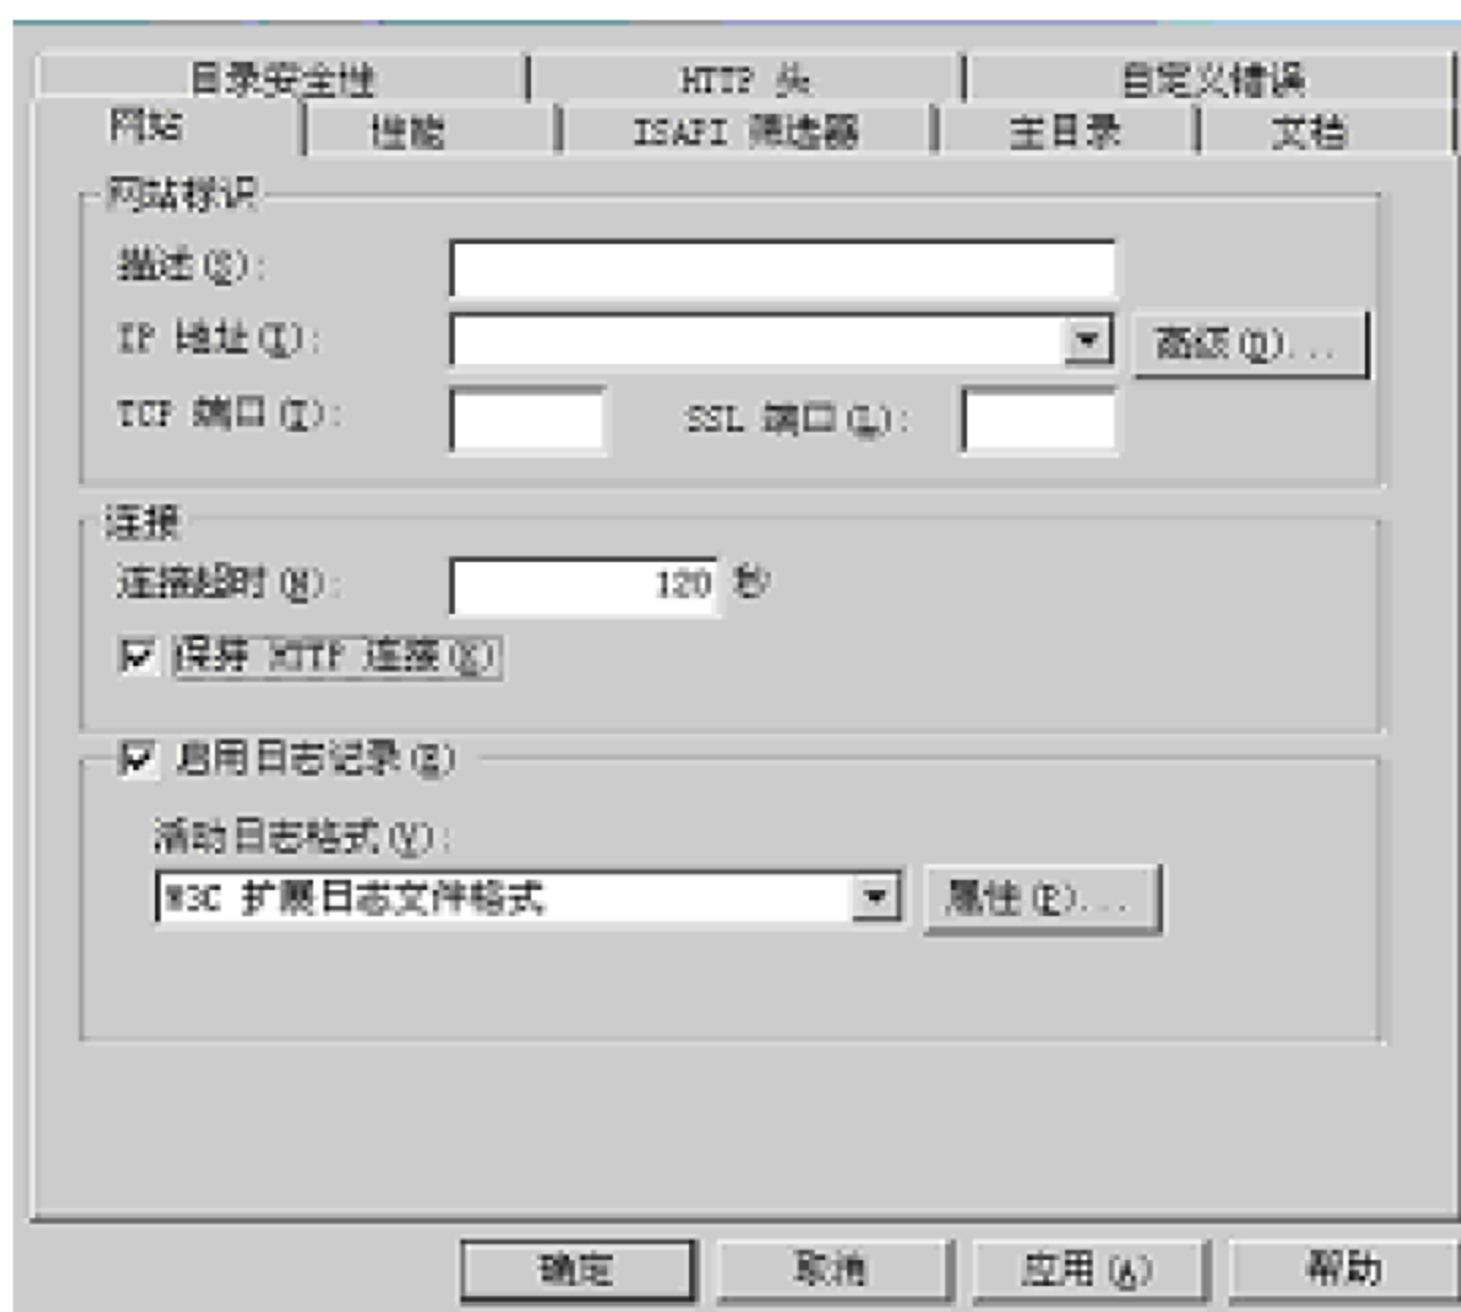 目录安全性 HTTP 头 自定义错误
网站 性能 ISAPI 筛选器 主目录 文档
网站标识
描述(S):
IP 地址(I): 高级(D)...
TCP 端口(T): SSL 端口(L):
连接
连接超时(N): 120 秒
保持 HTTP 连接(K)
启用日志记录(E)
活动日志格式(V):
W3C 扩展日志文件格式 属性(P)...
确定 取消 应用(A) 帮助